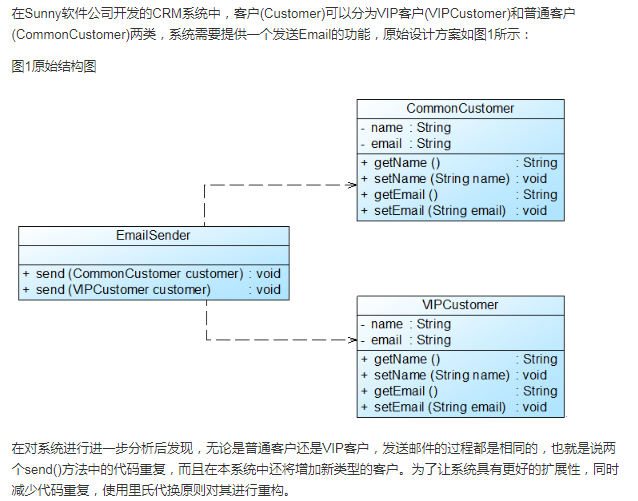 在Sunny软件公司开发的CRM系统中，客户(Customer)可以分为VIP客户(VIPCustomer)和普通客户
(CommonCustomer)两类，系统需要提供一个发送Email的功能，原始设计方案如图1所示：
图1原始结构图
CommonCustomer
- name : String
- email : String
+ getName () : String
+ setName (String name) : void
+ getEmail () : String
+ setEmail (String email) : void
EmailSender
+ send (CommonCustomer customer) : void
+ send (VIPCustomer customer) : void
VIPCustomer
- name : String
- email : String
+ getName () : String
+ setName (String name) : void
+ getEmail () : String
+ setEmail (String email) : void
在对系统进行进一步分析后发现，无论是普通客户还是VIP客户，发送邮件的过程都是相同的，也就是说两
个send()方法中的代码重复，而且在本系统中还将增加新类型的客户。为了让系统具有更好的扩展性，同时
减少代码重复，使用里氏代换原则对其进行重构。